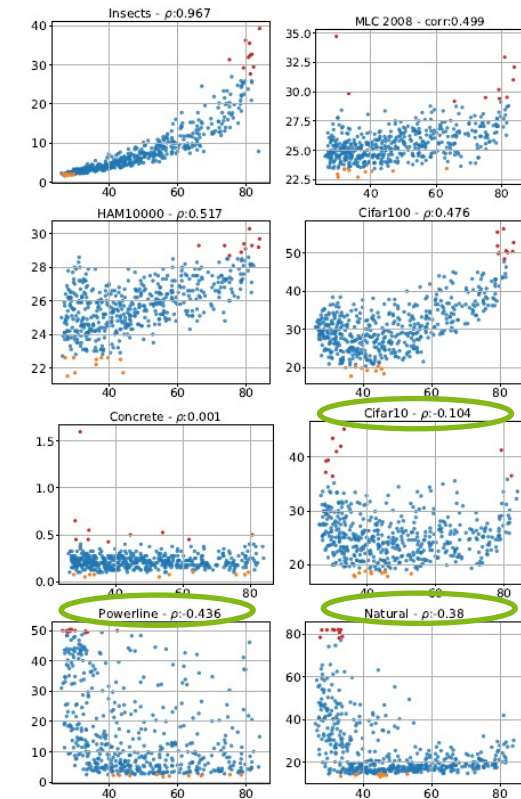 Insects - ρ:0.967
40
30
20
10
0
40 60 80
MLC 2008 - corr:0.499
35.0
32.5
30.0
27.5
25.0
22.5
40 60 80
HAM10000 - ρ:0.517
30
28
26
24
22
40 60 80
Cifar100 - ρ:0.476
50
40
30
20
40 60 80
Concrete - ρ:0.001
1.5
1.0
0.5
0.0
40 60 80
Cifar10 - ρ:-0.104
40
30
20
40 60 80
Powerline - ρ:-0.436
50
40
30
20
10
0
40 60 80
Natural - ρ:-0.38
80
60
40
20
40 60 80